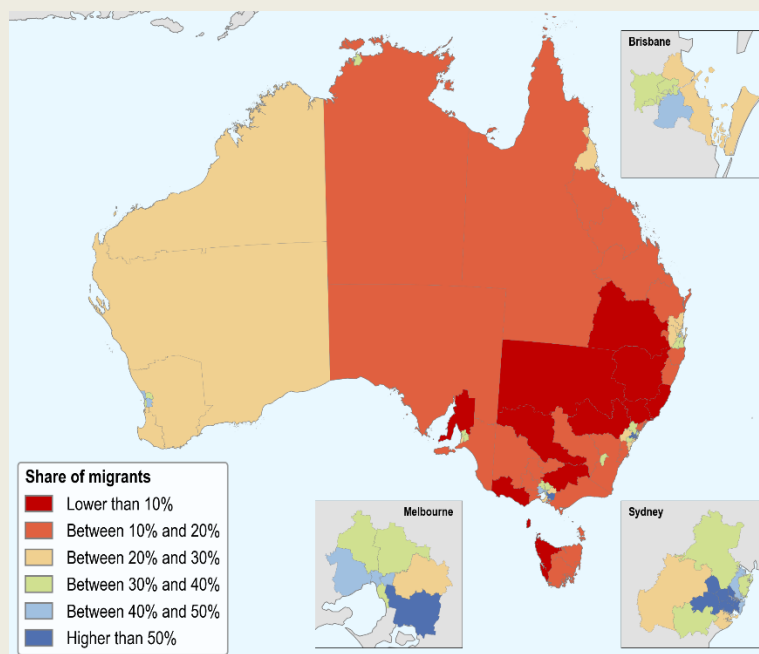 Brisbane
Share of migrants
Lower than 10%
Between 10% and 20%
Between 20% and 30%
Between 30% and 40%
Between 40% and 50%
Higher than 50%
Melbourne
Sydney